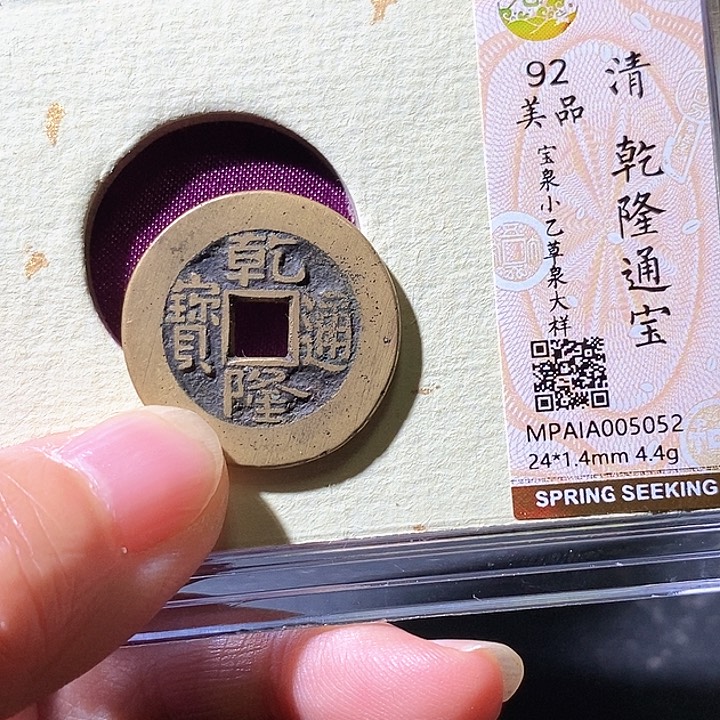 乾隆通寶
清 乾隆通宝
92
美品
宝泉小乙草泉大样
MPAIA005052
24*1.4mm 4.4g
SPRING SEEKING